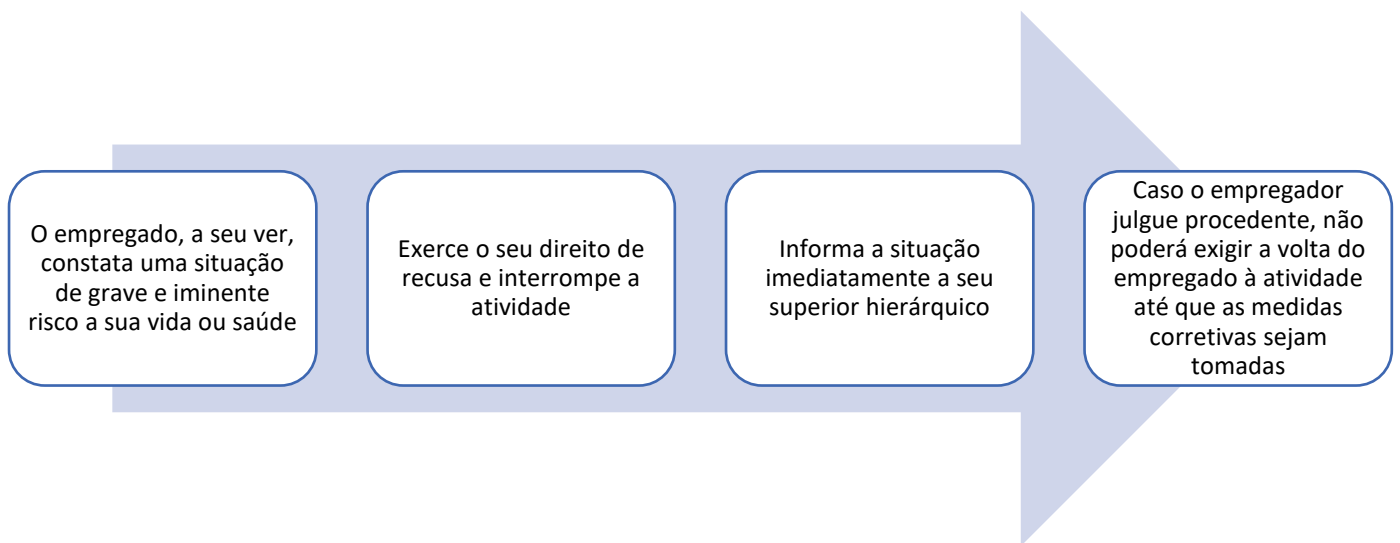 O empregado, a seu ver,
constata uma situação
de grave e iminente
risco a sua vida ou saúde
Exerce o seu direito de
recusa e interrompe a
atividade
Informa a situação
imediatamente a seu
superior hierárquico
Caso o empregador
julgue procedente, não
poderá exigir a volta do
empregado à atividade
até que as medidas
corretivas sejam
tomadas